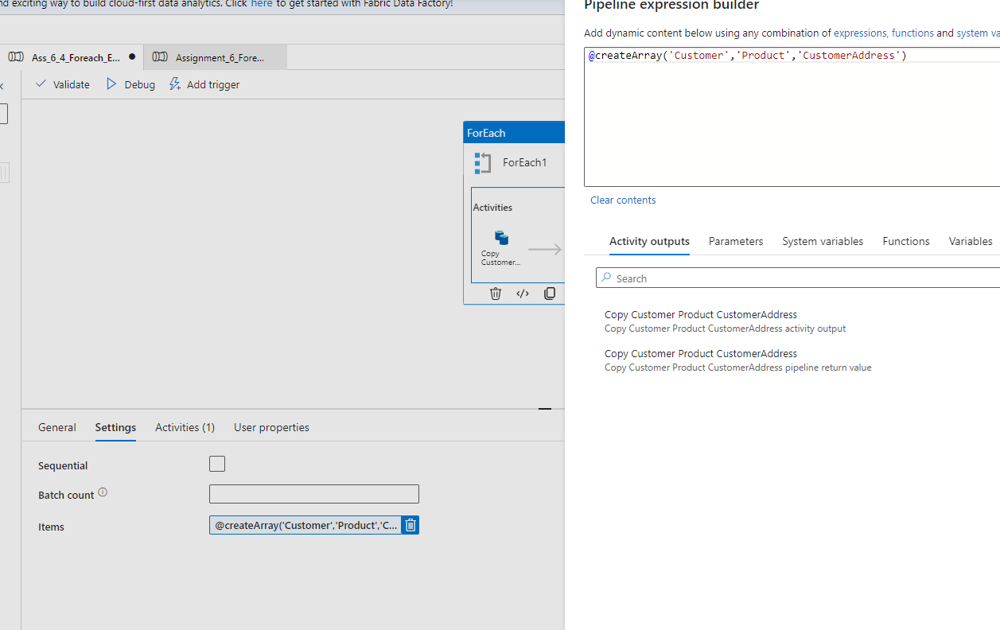 nd exciting way to build cloud-first data analytics. Click here to get started with Fabric Data Factory!
Ass_6_4_Foreach_E... Assignment_6_Fore...
Validate Debug Add trigger
ForEach
ForEach1
Activities
Copy
Customer...
General Settings Activities (1) User properties
Sequential
Batch count
Items @createArray('Customer','Product','C...
Pipeline expression builder
Add dynamic content below using any combination of expressions, functions and system va
@createArray('Customer','Product','CustomerAddress')
Clear contents
Activity outputs Parameters System variables Functions Variables
Search
Copy Customer Product CustomerAddress
Copy Customer Product CustomerAddress activity output
Copy Customer Product CustomerAddress
Copy Customer Product CustomerAddress pipeline return value